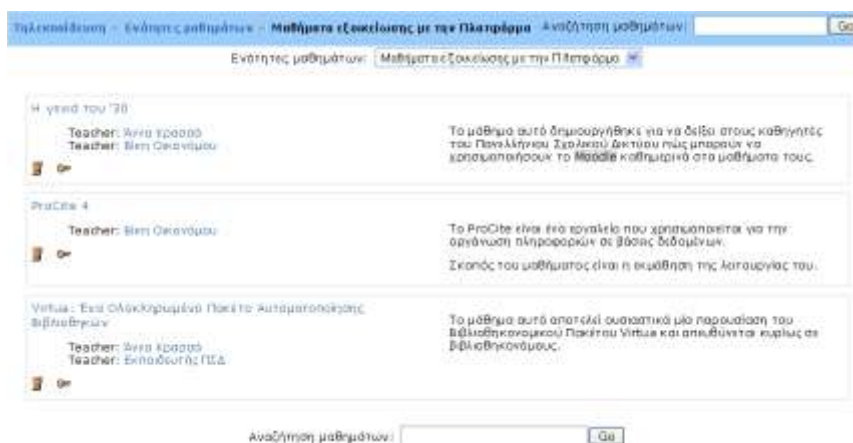 Τηλεκπαίδευση - Ενότητες μαθημάτων - Μαθήματα εξοικείωσης με την Πλατφόρμα Αναζήτηση μαθημάτων: Go
Ενότητες μαθημάτων: Μαθήματα εξοικείωσης με την Πλατφόρμα
Η γενιά του '30
Teacher: Άννα Κρασσά
Teacher: Οικονόμου
Το μάθημα αυτό δημιουργήθηκε για να δείξει στους καθηγητές
του Πανελλήνιου Σχολικού Δικτύου πώς μπορούν να
χρησιμοποιήσουν το Moodle καθημερινά στα μαθήματα τους.
ProCite 4
Teacher: Οικονόμου
Το ProCite είναι ένα εργαλείο που χρησιμοποιείται για την
οργάνωση πληροφοριών σε βάσεις δεδομένων.
Σκοπός του μαθήματος είναι η εκμάθηση της λειτουργίας του.
Virtua: Ένα Ολοκληρωμένο Πακέτο Αυτοματοποίησης
Βιβλιοθηκών
Teacher: Άννα Κρασσά
Teacher: Εκπαιδευτής ΠΣΔ
Το μάθημα αυτό αποτελεί ουσιαστικά μία παρουσίαση του
Βιβλιοθηκονομικού Πακέτου Virtua και απευθύνεται κυρίως σε
βιβλιοθηκονόμους.
Αναζήτηση μαθημάτων: Go